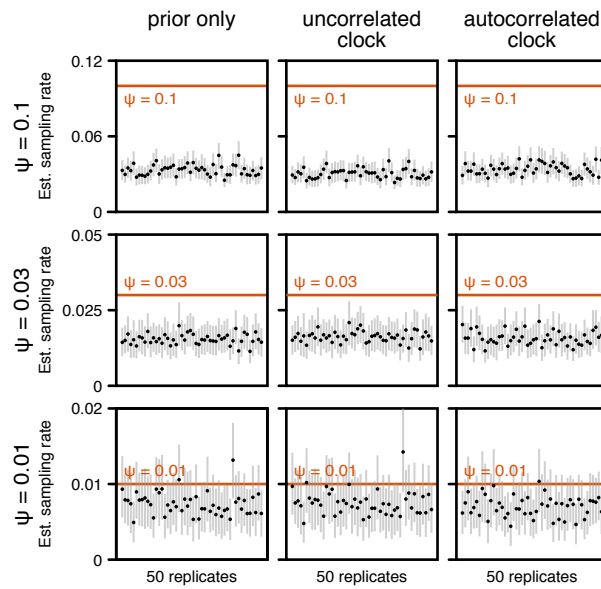 prior only
uncorrelated
clock
autocorrelated
clock
ψ = 0.1
Est. sampling rate
0.12
0.06
0
ψ = 0.1
ψ = 0.1
ψ = 0.1
ψ = 0.03
Est. sampling rate
0.05
0.025
0
ψ = 0.03
ψ = 0.03
ψ = 0.03
ψ = 0.01
Est. sampling rate
0.02
0.01
0
ψ = 0.01
ψ = 0.01
ψ = 0.01
50 replicates
50 replicates
50 replicates